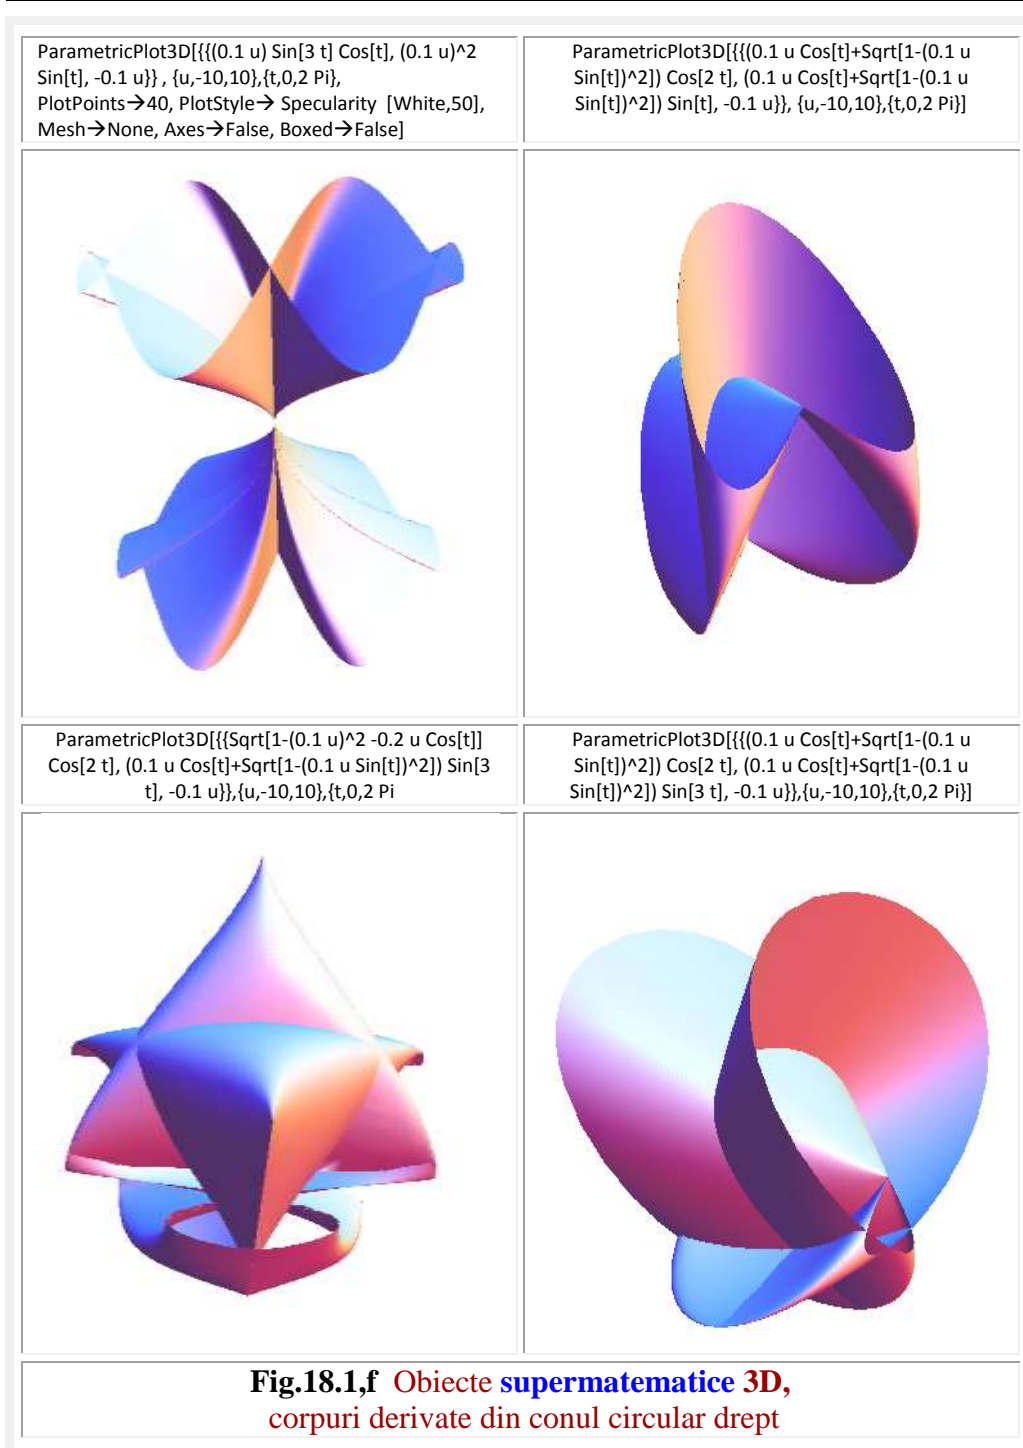 ParametricPlot3D[{{(0.1 u) Sin[3 t] Cos[t], (0.1 u)^2
Sin[t], -0.1 u}} , {u,-10,10},{t,0,2 Pi},
PlotPoints→40, PlotStyle→ Specularity [White,50],
Mesh→None, Axes→False, Boxed→False]
ParametricPlot3D[{{(0.1 u Cos[t]+Sqrt[1-(0.1 u
Sin[t])^2]) Cos[2 t], (0.1 u Cos[t]+Sqrt[1-(0.1 u
Sin[t])^2]) Sin[t], -0.1 u}}, {u,-10,10},{t,0,2 Pi}]
ParametricPlot3D[{{Sqrt[1-(0.1 u)^2 -0.2 u Cos[t]]
Cos[2 t], (0.1 u Cos[t]+Sqrt[1-(0.1 u Sin[t])^2]) Sin[3
t], -0.1 u}},{u,-10,10},{t,0,2 Pi
ParametricPlot3D[{{(0.1 u Cos[t]+Sqrt[1-(0.1 u
Sin[t])^2]) Cos[2 t], (0.1 u Cos[t]+Sqrt[1-(0.1 u
Sin[t])^2]) Sin[3 t], -0.1 u}},{u,-10,10},{t,0,2 Pi}]
Fig.18.1,f Obiecte supermatematice 3D,
corpuri derivate din conul circular drept